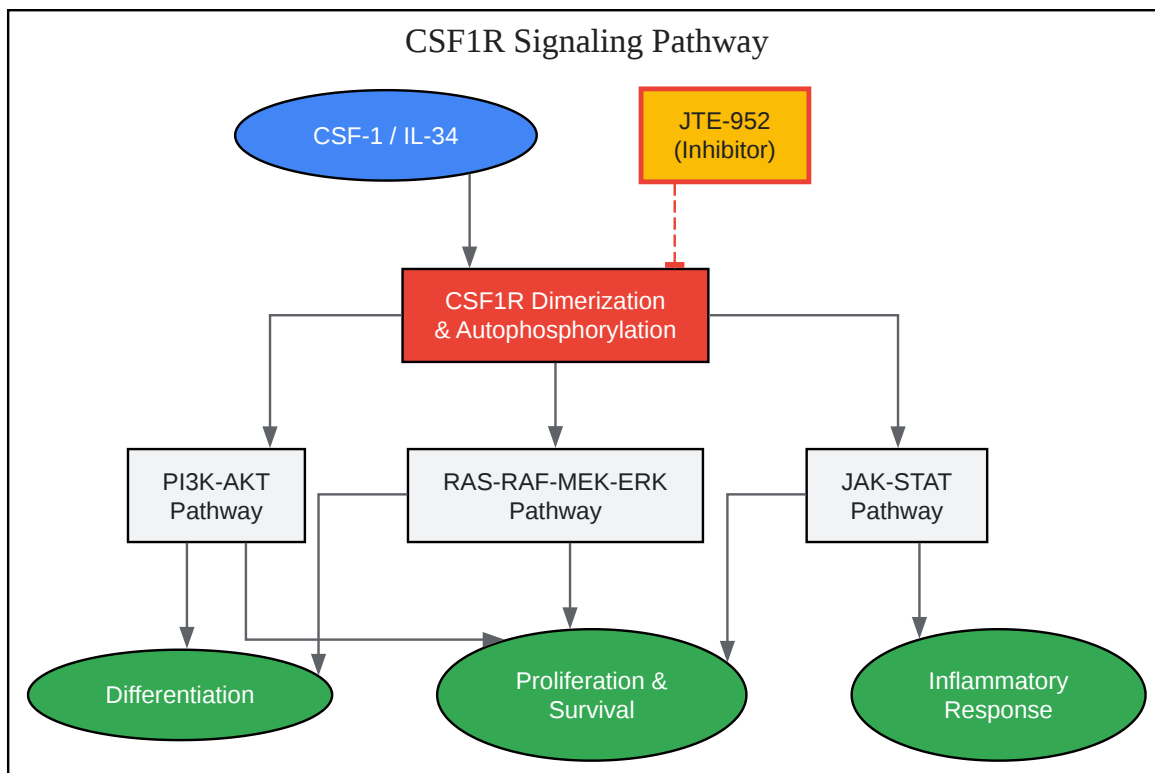 CSF1R Signaling Pathway
CSF-1 / IL-34
JTE-952
(Inhibitor)
CSF1R Dimerization
& Autophosphorylation
PI3K-AKT
Pathway
RAS-RAF-MEK-ERK
Pathway
JAK-STAT
Pathway
Differentiation
Proliferation &
Survival
Inflammatory
Response